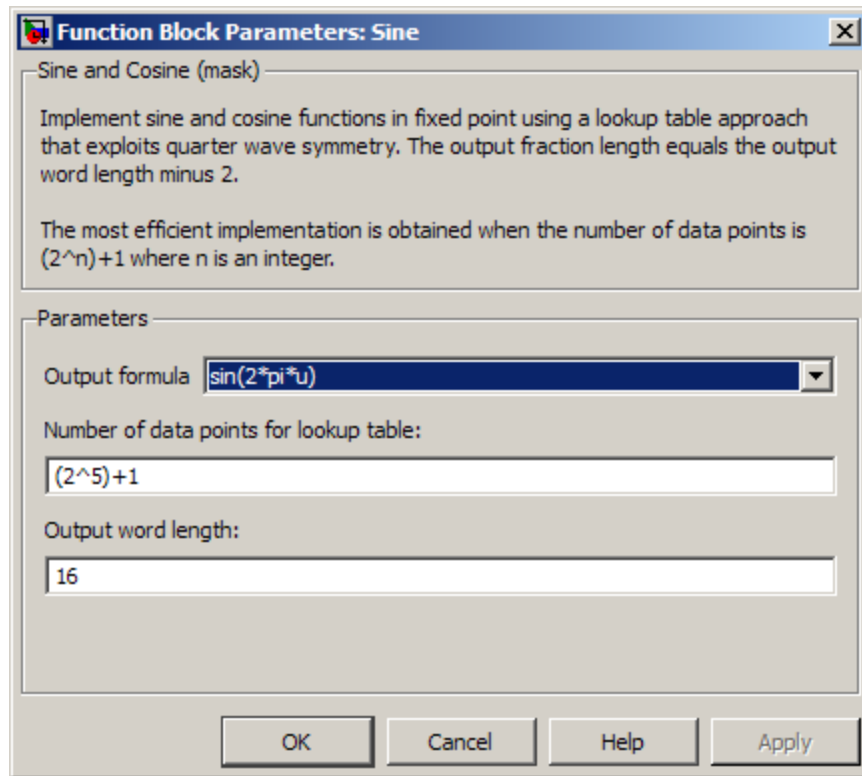 Function Block Parameters: Sine
Sine and Cosine (mask)
Implement sine and cosine functions in fixed point using a lookup table approach
that exploits quarter wave symmetry. The output fraction length equals the output
word length minus 2.
The most efficient implementation is obtained when the number of data points is
(2^n)+1 where n is an integer.
Parameters
Output formula sin(2*pi*u)
Number of data points for lookup table:
(2^5)+1
Output word length:
16
OK Cancel Help Apply